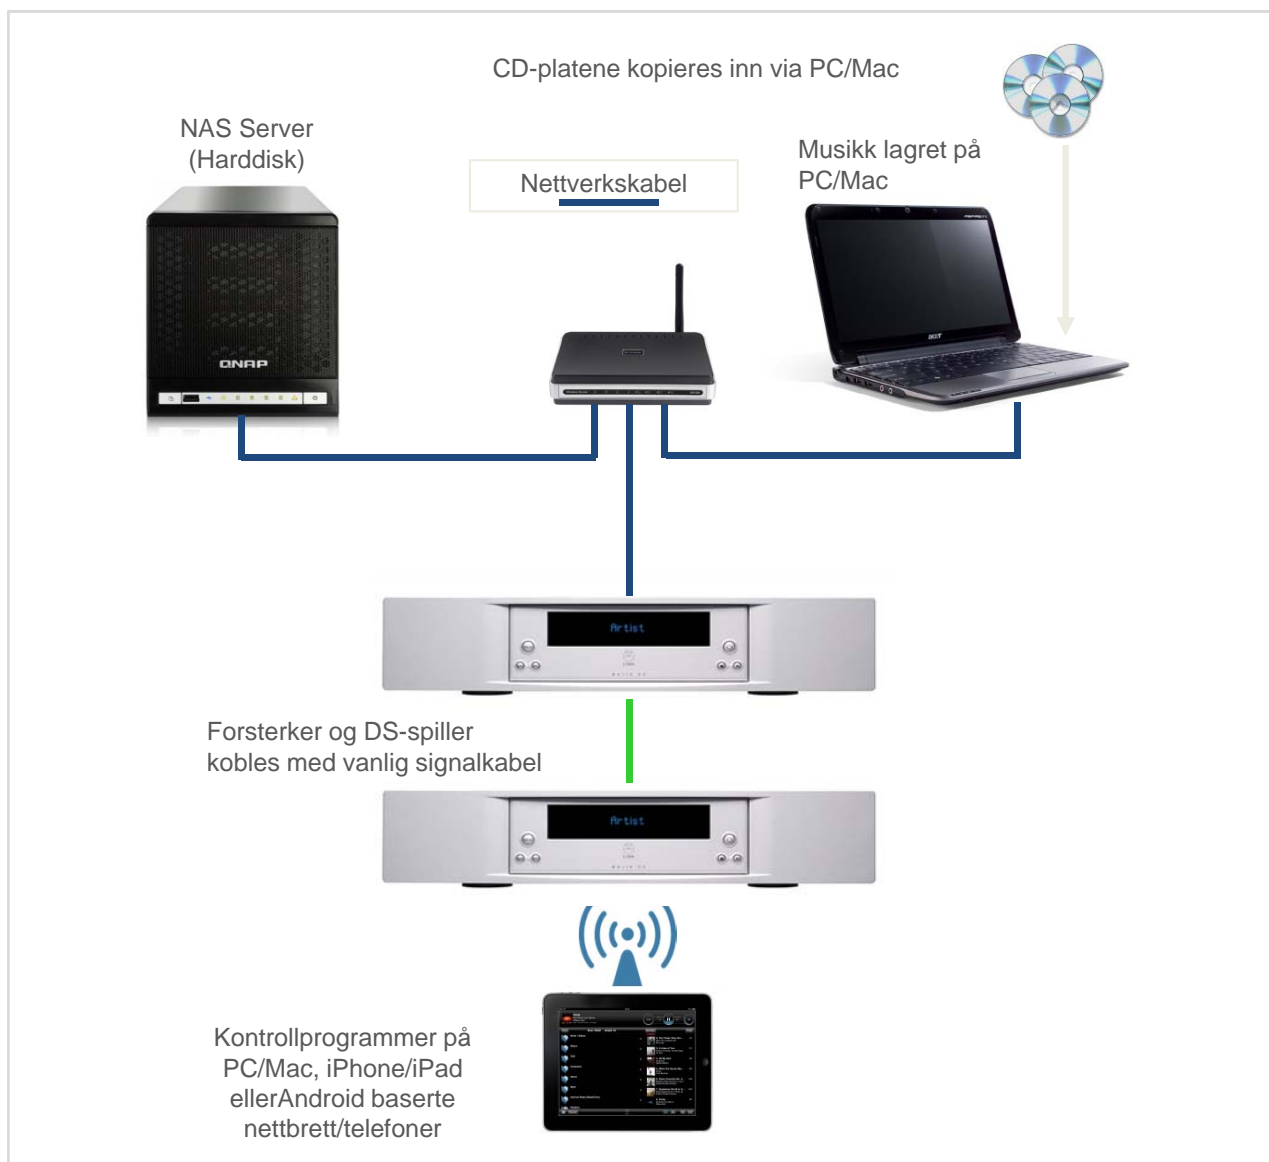 CD-platene kopieres inn via PC/Mac
NAS Server
(Harddisk)
Nettverkskabel
Musikk lagret på
PC/Mac
QNAP
acer
Artist
Forsterker og DS-spiller
kobles med vanlig signalkabel
Artist
Kontrollprogrammer på
PC/Mac, iPhone/iPad
ellerAndroid baserte
nettbrett/telefoner